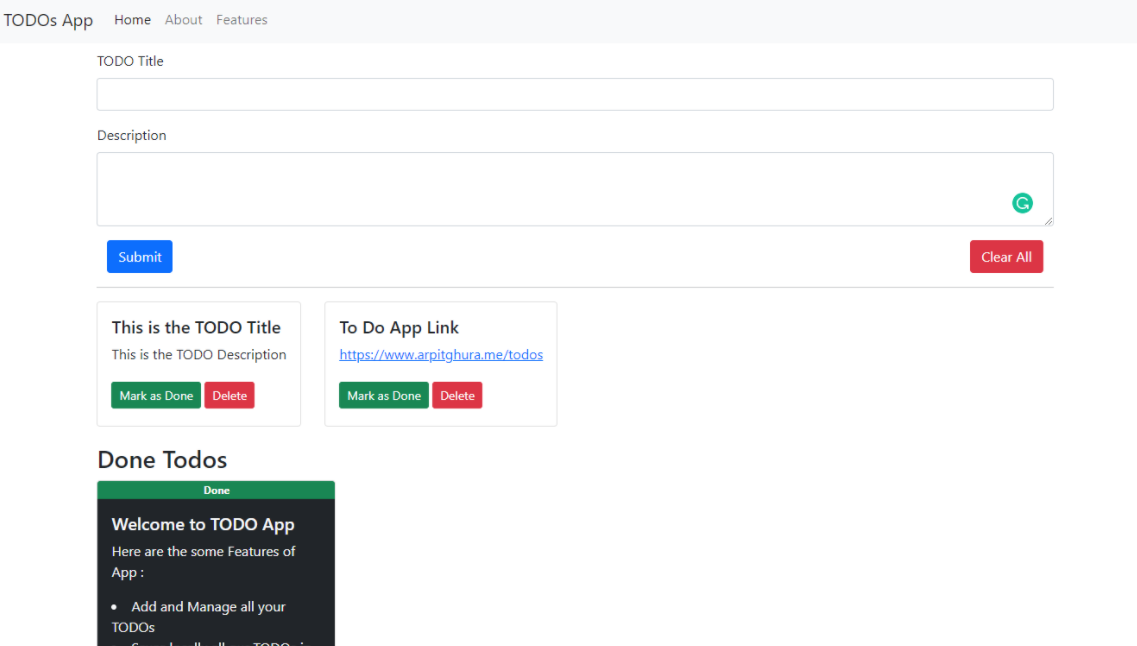 TODOs App Home About Features
TODO Title
Description
Submit Clear All
This is the TODO Title
This is the TODO Description
Mark as Done Delete
To Do App Link
https://www.arpitghura.me/todos
Mark as Done Delete
Done Todos
Done
Welcome to TODO App
Here are the some Features of
App :
• Add and Manage all your
TODOs